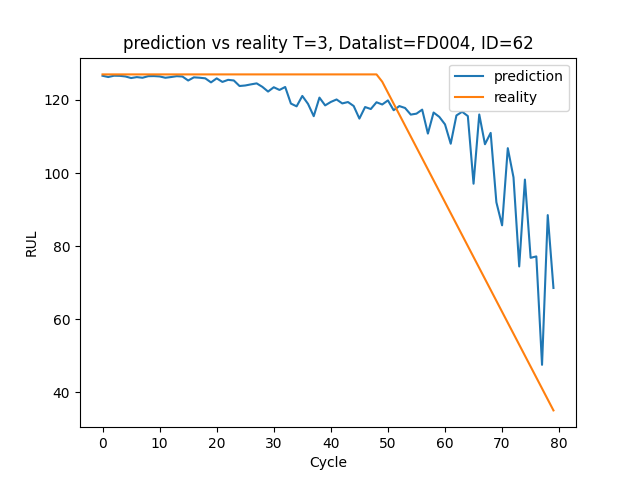 prediction vs reality T=3, Datalist=FD004, ID=62
prediction
reality
120
100
80
60
40
RUL
0 10 20 30 40 50 60 70 80
Cycle